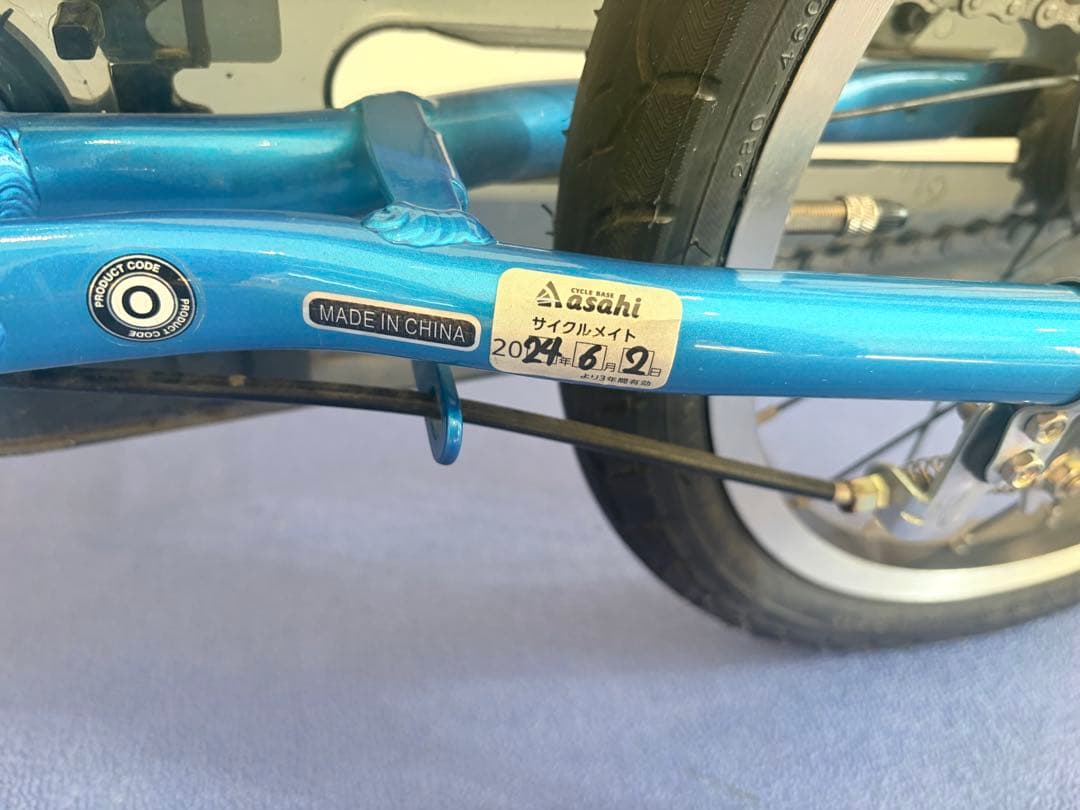 PRODUCT CODE
O
PRODUCT CODE
MADE IN CHINA
CYCLE BASE
asahi
サイクルメイト
2024年6月2日
より3年間有効